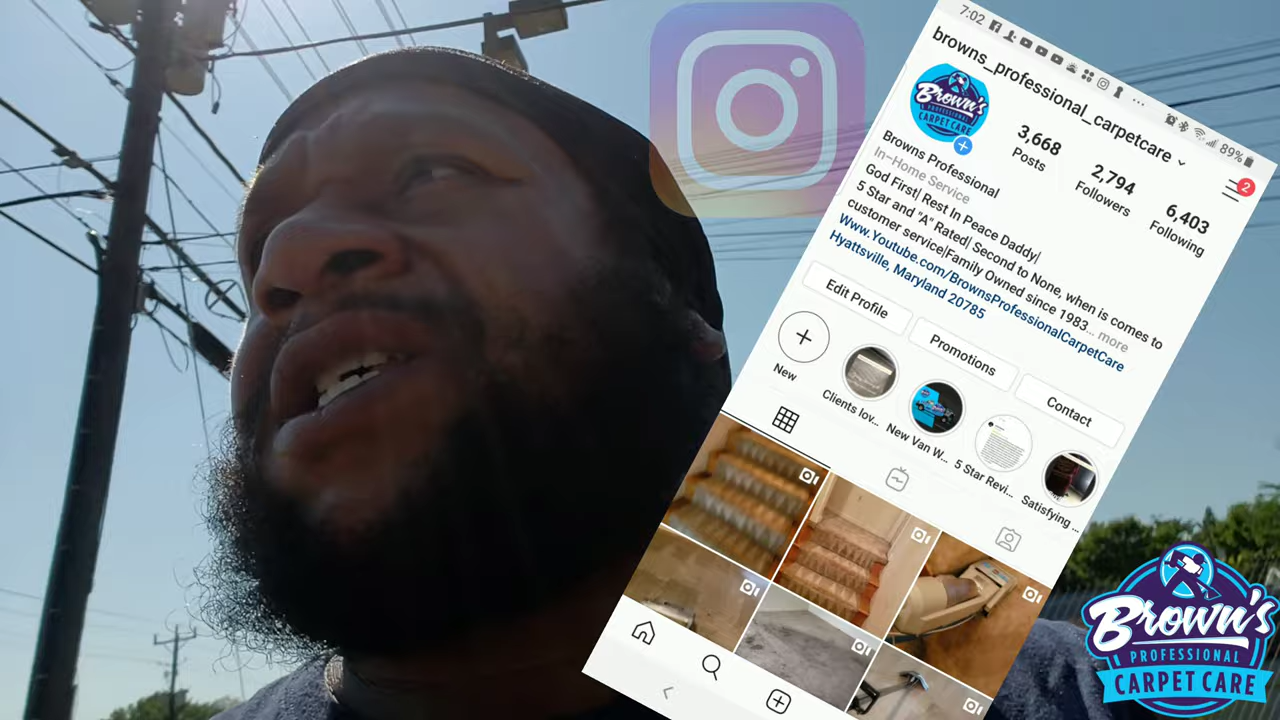 7:02
89%
browns_professional_carpetcare
Brown's
PROFESSIONAL
CARPET CARE
3,668
Posts
2,794
Followers
6,403
Following
2
Browns Professional
In-Home Service
God First| Rest In Peace Daddy|
5 Star and "A" Rated| Second to None, when is comes to
customer service|Family Owned since 1983... more
Www.Youtube.com/BrownsProfessionalCarpetCare
Hyattsville, Maryland 20785
Edit Profile
Promotions
Contact
New
Clients lov...
New Van W...
5 Star Revi...
Satisfying ...
Brown's
PROFESSIONAL
CARPET CARE